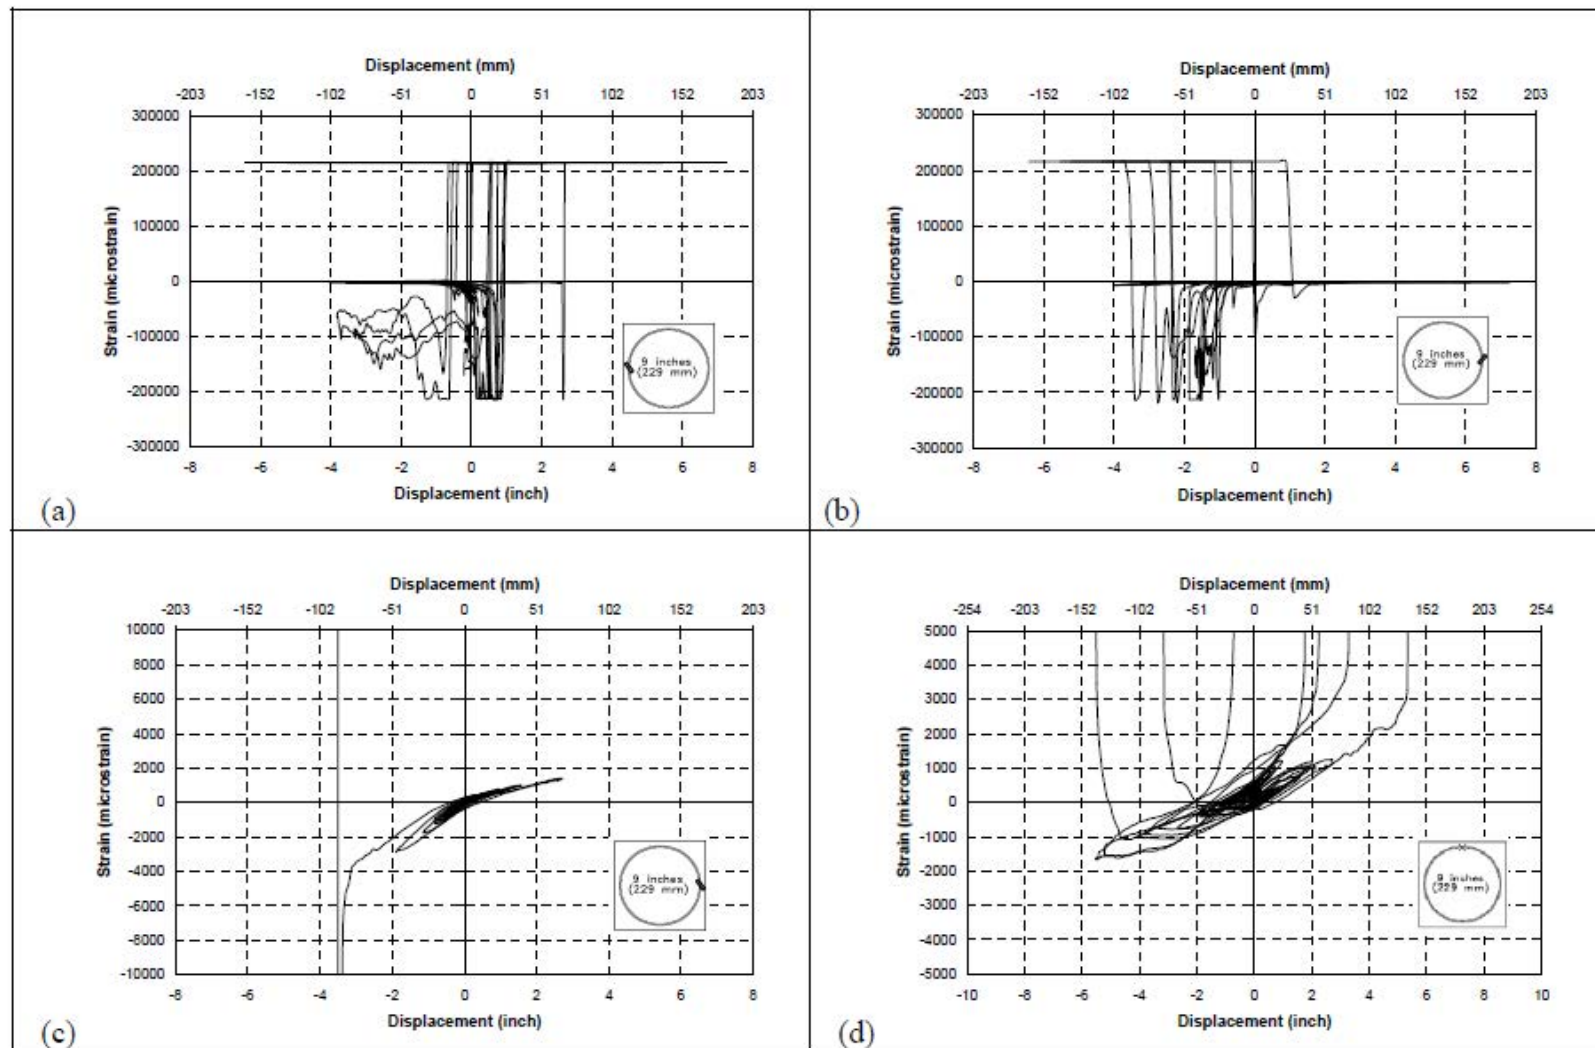 Displacement (mm)
-203 -152 -102 -51 0 51 102 152 203
300000
200000
100000
0
-100000
-200000
-300000
Strain (microstrain)
9 inches
(229 mm)
-8 -6 -4 -2 0 2 4 6 8
Displacement (inch)
(a)
Displacement (mm)
-203 -152 -102 -51 0 51 102 152 203
300000
200000
100000
0
-100000
-200000
-300000
Strain (microstrain)
9 inches
(229 mm)
-8 -6 -4 -2 0 2 4 6 8
Displacement (inch)
(b)
Displacement (mm)
-203 -152 -102 -51 0 51 102 152 203
10000
8000
6000
4000
2000
0
-2000
-4000
-6000
-8000
-10000
Strain (microstrain)
9 inches
(229 mm)
-8 -6 -4 -2 0 2 4 6 8
Displacement (inch)
(c)
Displacement (mm)
-254 -203 -152 -102 -51 0 51 102 152 203 254
5000
4000
3000
2000
1000
0
-1000
-2000
-3000
-4000
-5000
Strain (microstrain)
9 inches
(229 mm)
-10 -8 -6 -4 -2 0 2 4 6 8 10
Displacement (inch)
(d)